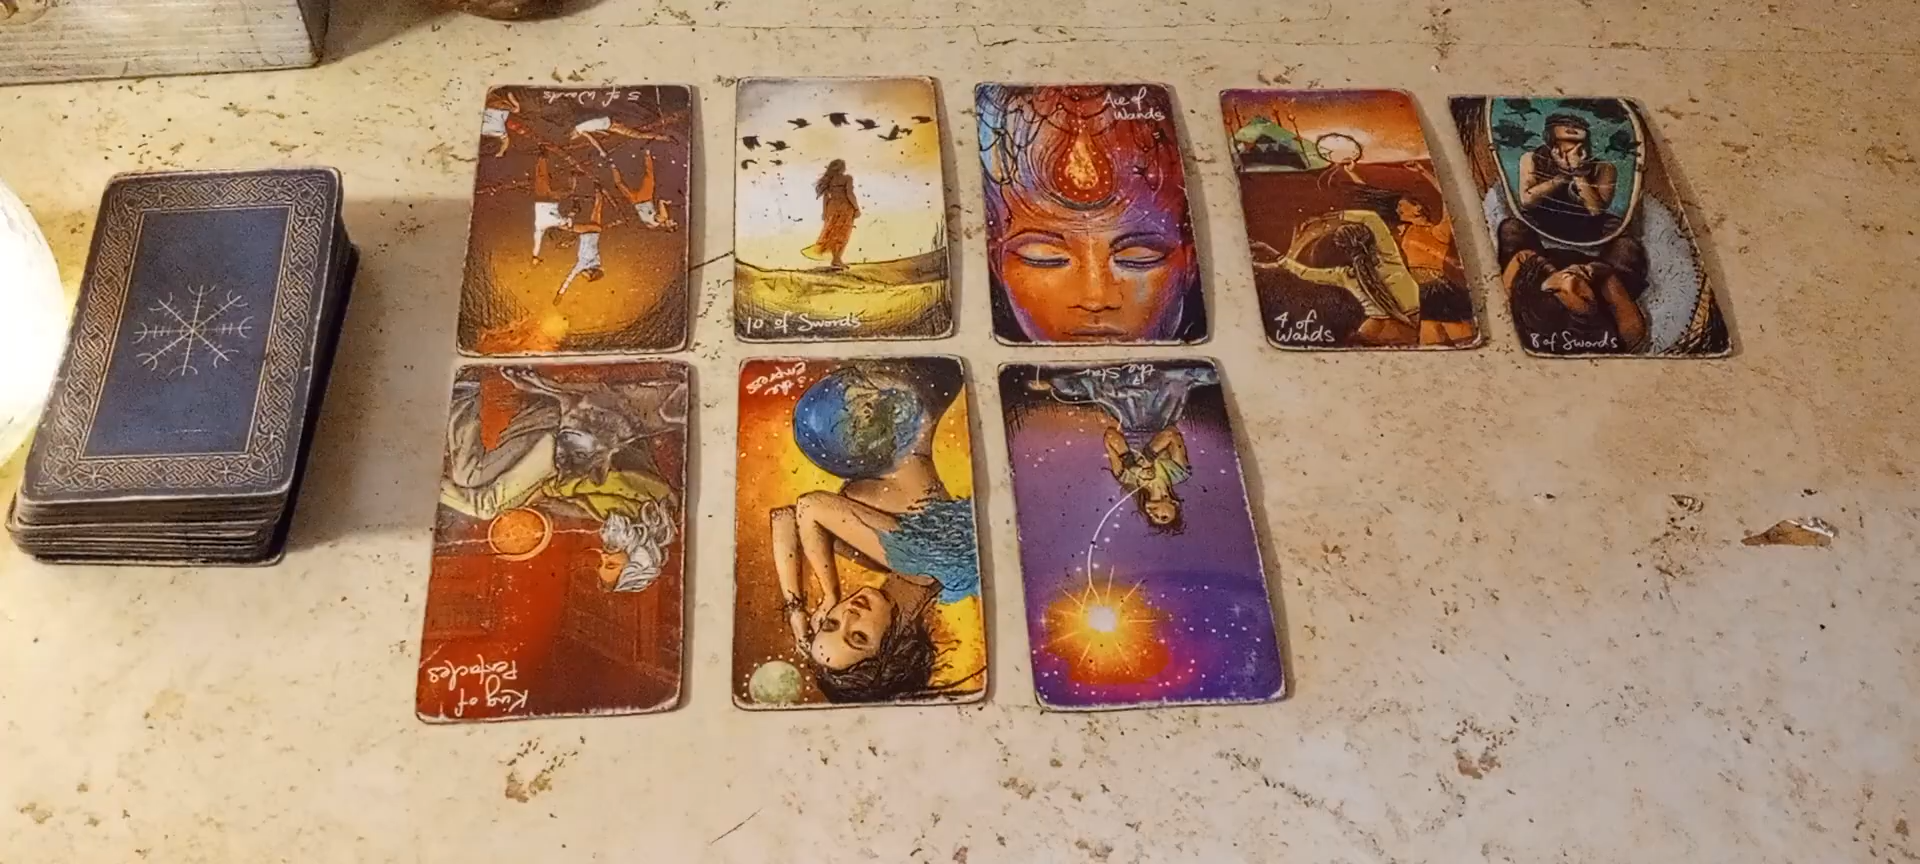 5 of Wands
10 of Swords
Ace of
Wands
4 of
Wands
8 of Swords
King of
Pentacles
3 the
Empress
the Star